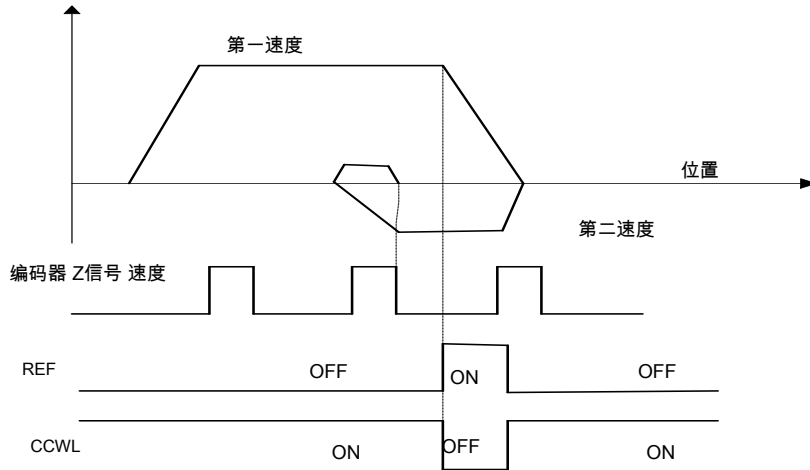 第一速度
位置
第二速度
编码器 Z信号 速度
REF OFF ON OFF
CCWL ON OFF ON